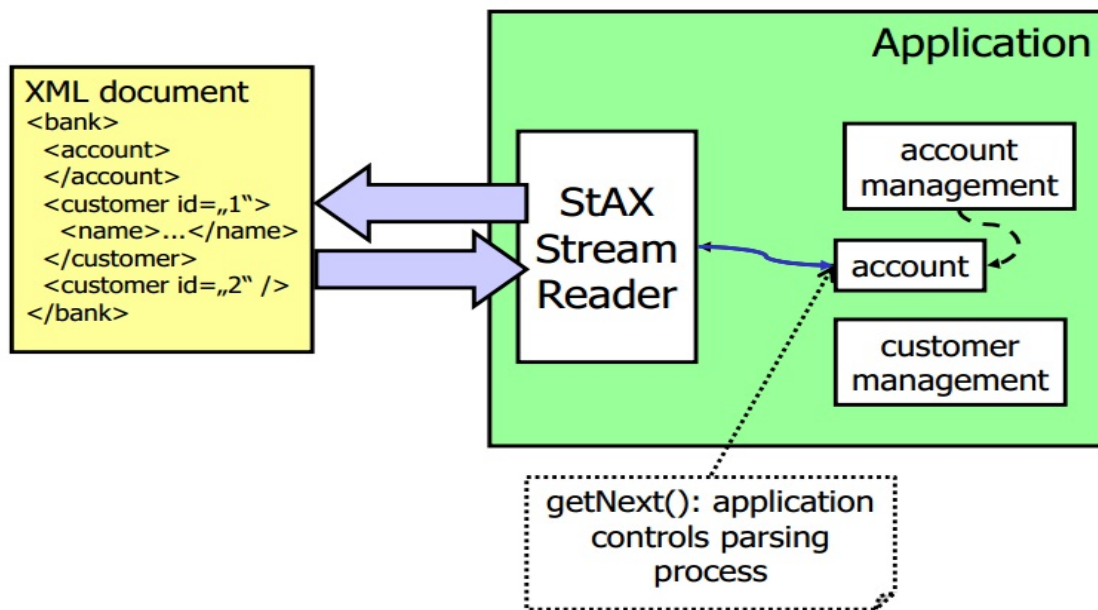 XML document
<bank>
<account>
</account>
<customer id=„1“>
<name>...</name>
</customer>
<customer id=„2“ />
</bank>
Application
StAX
Stream
Reader
account
management
account
customer
management
getNext(): application
controls parsing
process